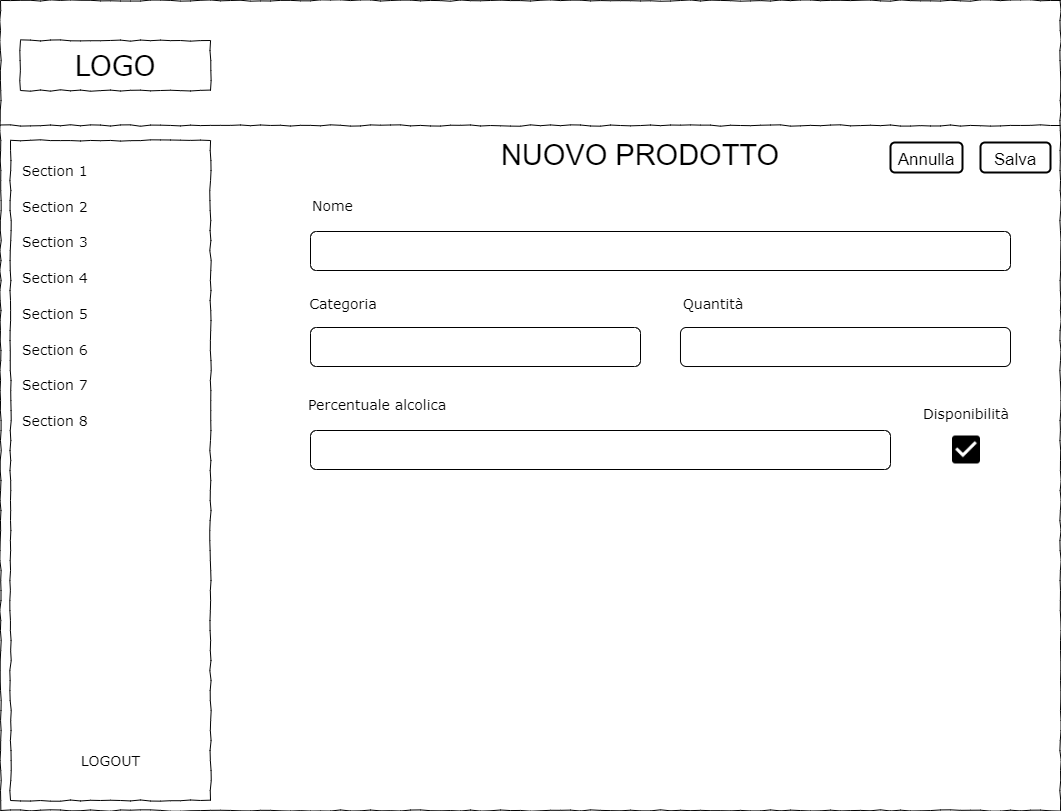 LOGO
NUOVO PRODOTTO
Annulla
Salva
Section 1
Section 2
Section 3
Section 4
Section 5
Section 6
Section 7
Section 8
LOGOUT
Nome
Categoria
Quantità
Percentuale alcolica
Disponibilità